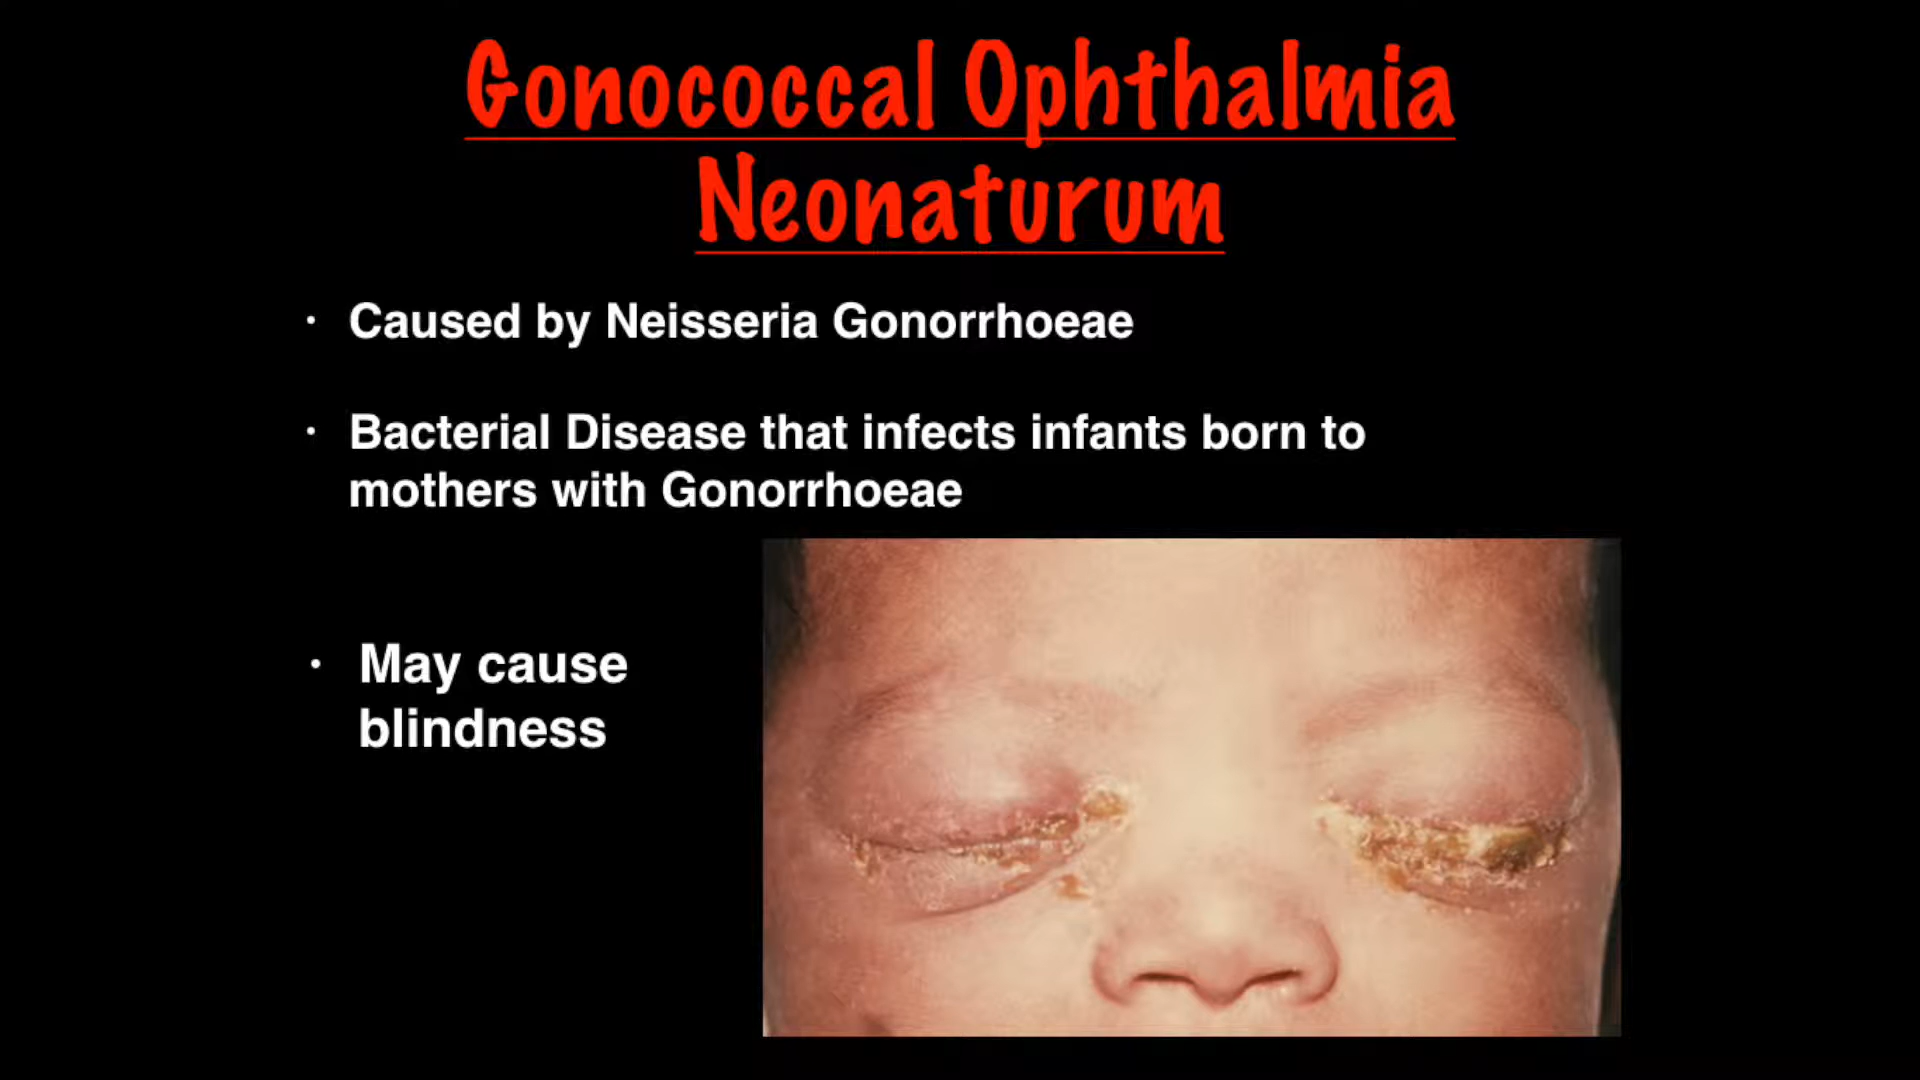 Gonococcal Ophthalmia
Neonaturum
· Caused by Neisseria Gonorrhoeae
· Bacterial Disease that infects infants born to
mothers with Gonorrhoeae
· May cause
blindness